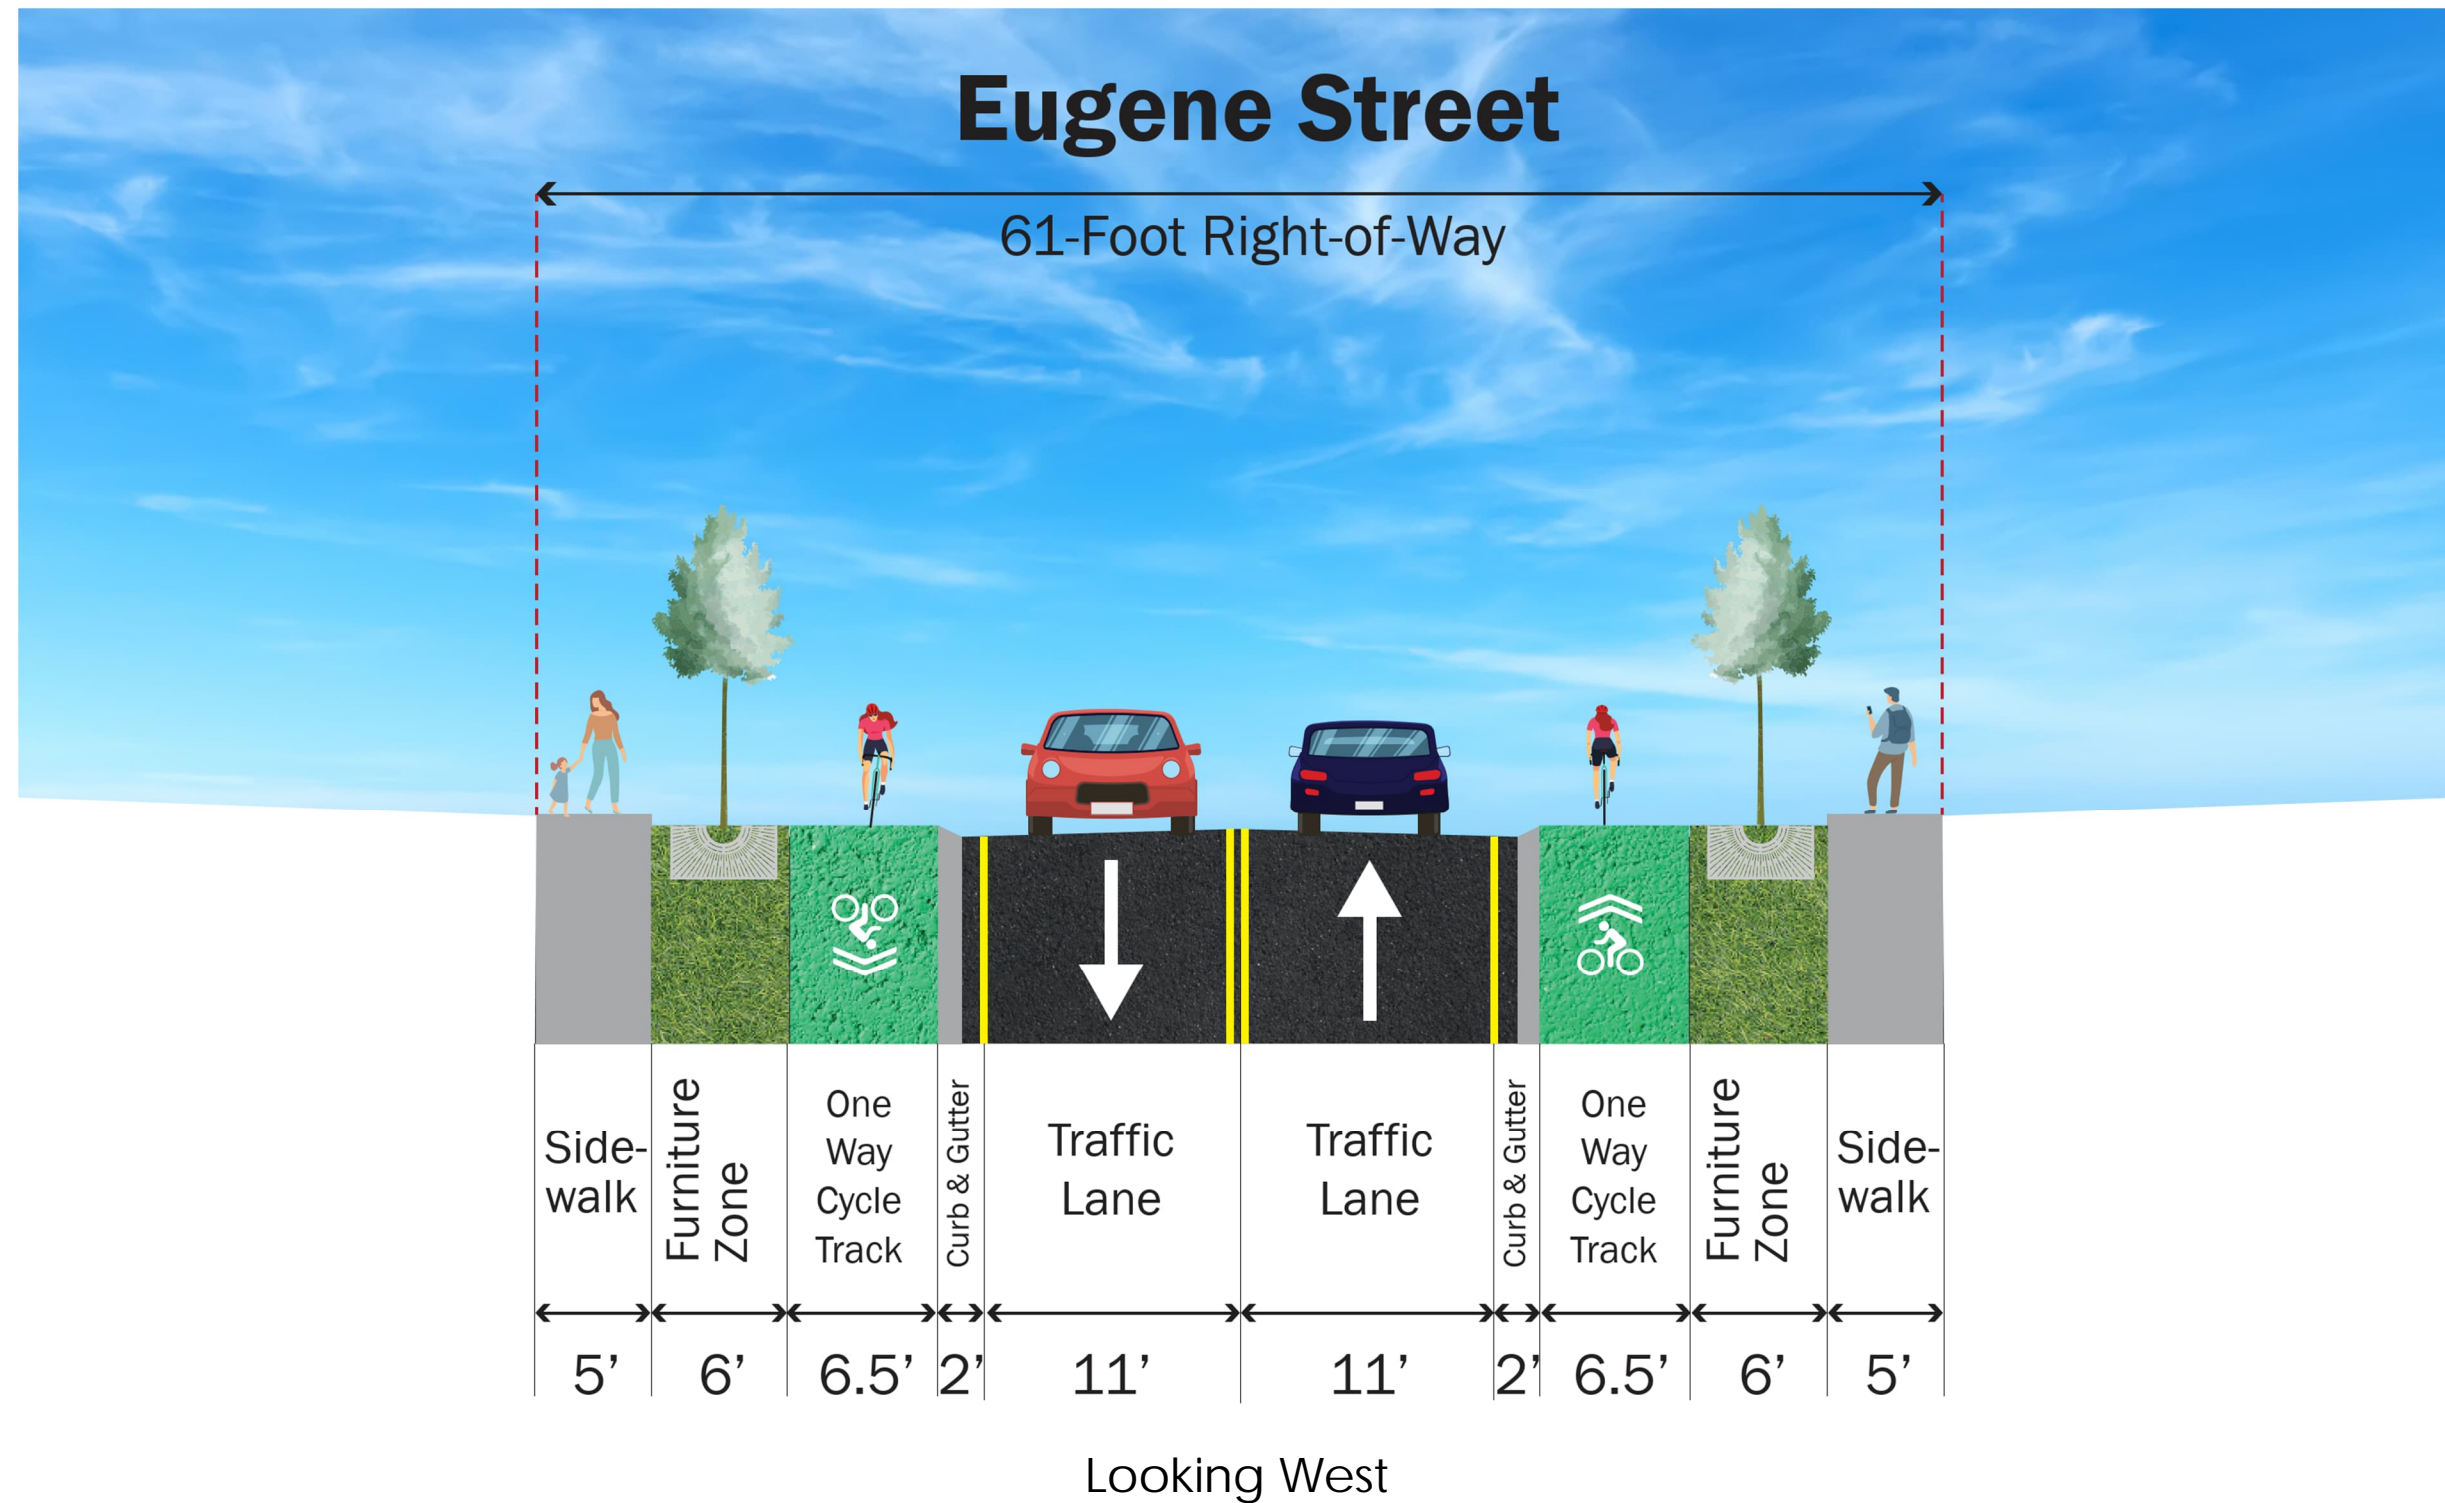 Eugene Street
61-Foot Right-of-Way
Side-
walk
Furniture
Zone
One
Way
Cycle
Track
Curb & Gutter
Traffic
Lane
Traffic
Lane
Curb & Gutter
One
Way
Cycle
Track
Furniture
Zone
Side-
walk
5’ 6’ 6.5’ 2’ 11’ 11’ 2’ 6.5’ 6’ 5’
Looking West